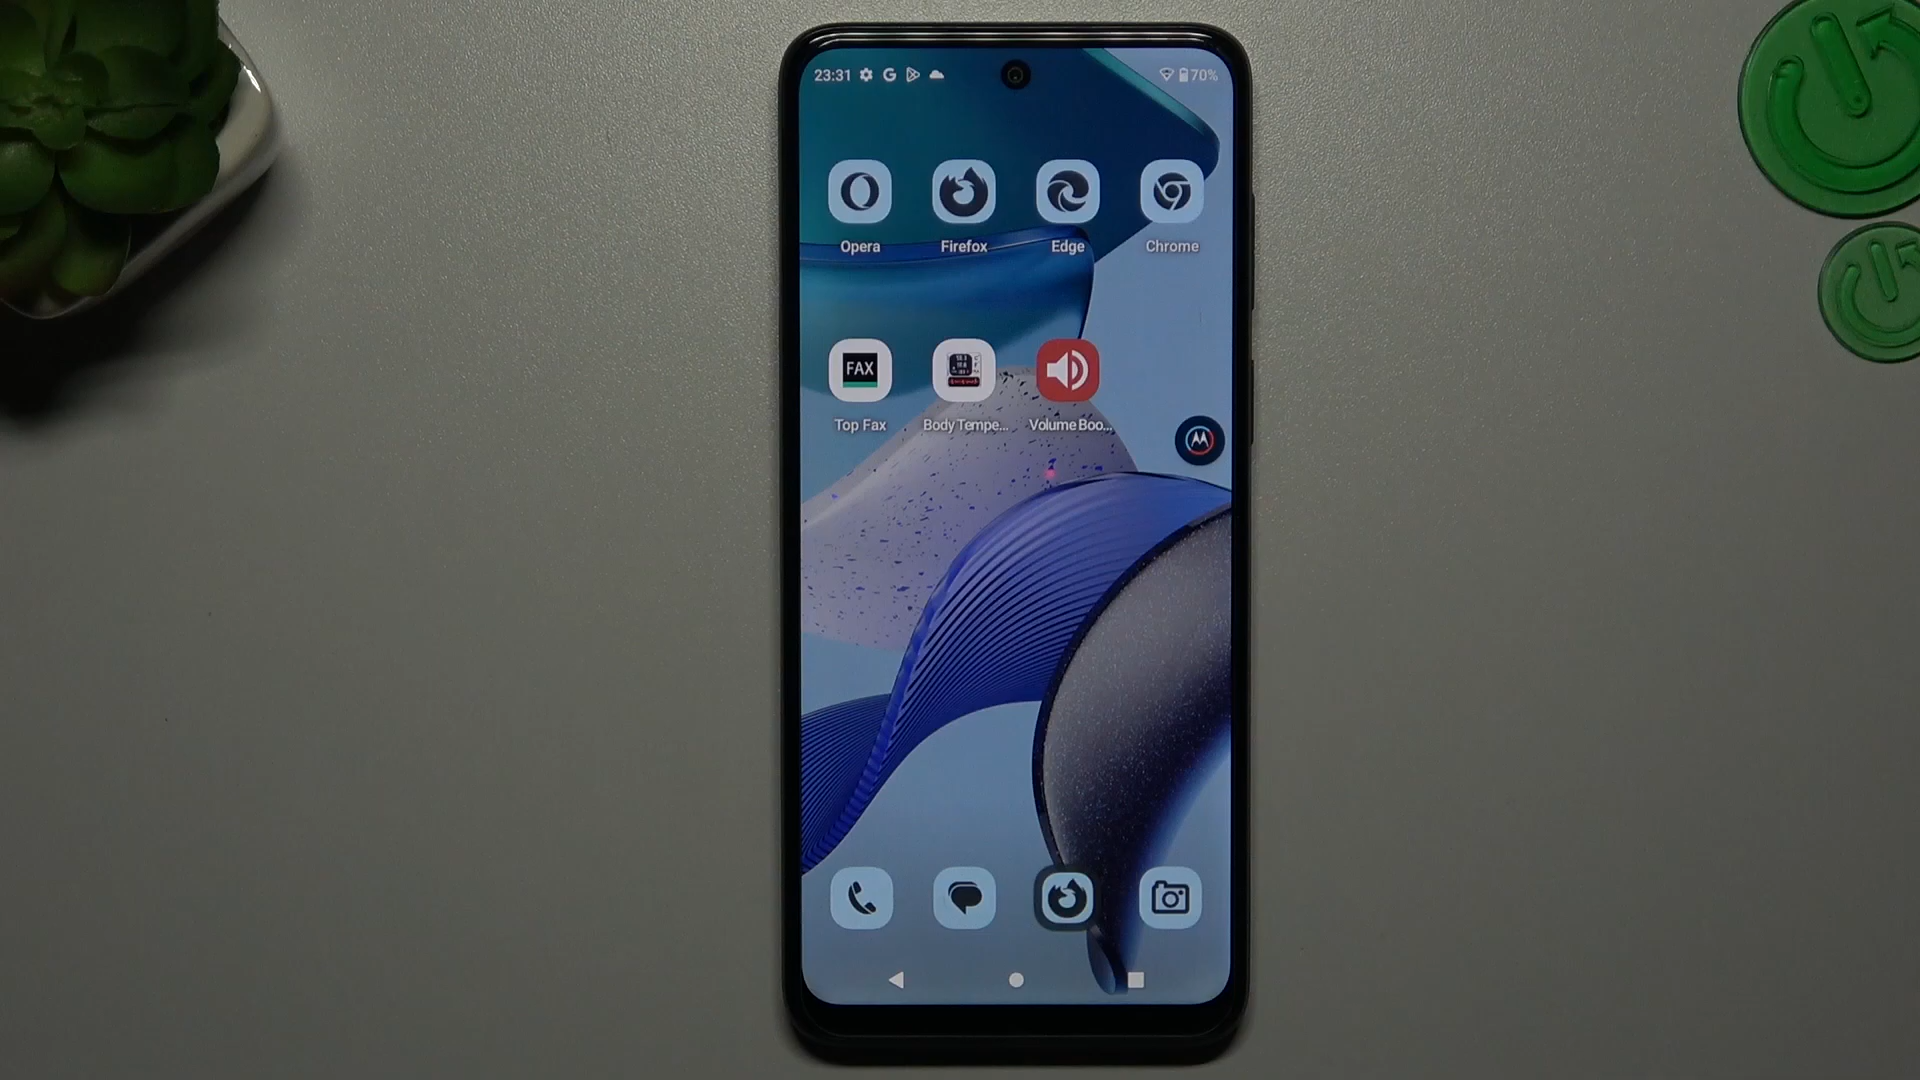 23:31 70%
Opera Firefox Edge Chrome
FAX
Top Fax Body Tempe... Volume Boo...